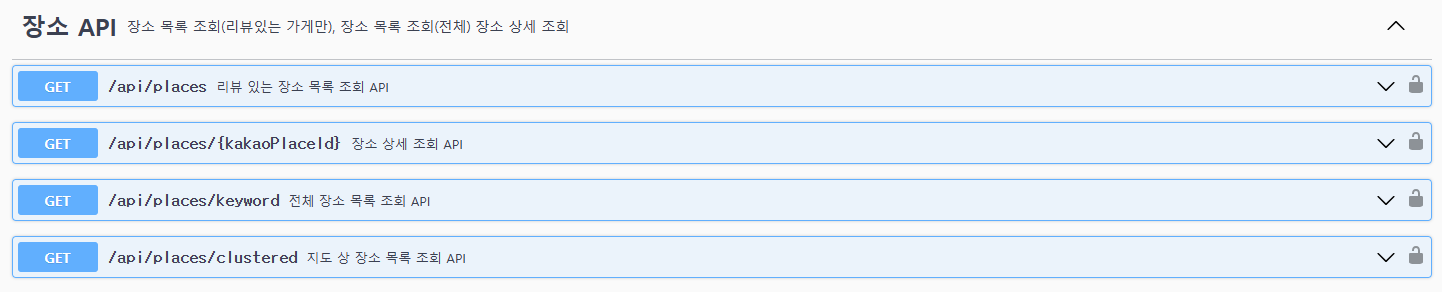 장소 API 장소 목록 조회(리뷰있는 가게만), 장소 목록 조회(전체) 장소 상세 조회
GET /api/places 리뷰 있는 장소 목록 조회 API
GET /api/places/{kakaoPlaceId} 장소 상세 조회 API
GET /api/places/keyword 전체 장소 목록 조회 API
GET /api/places/clustered 지도 상 장소 목록 조회 API